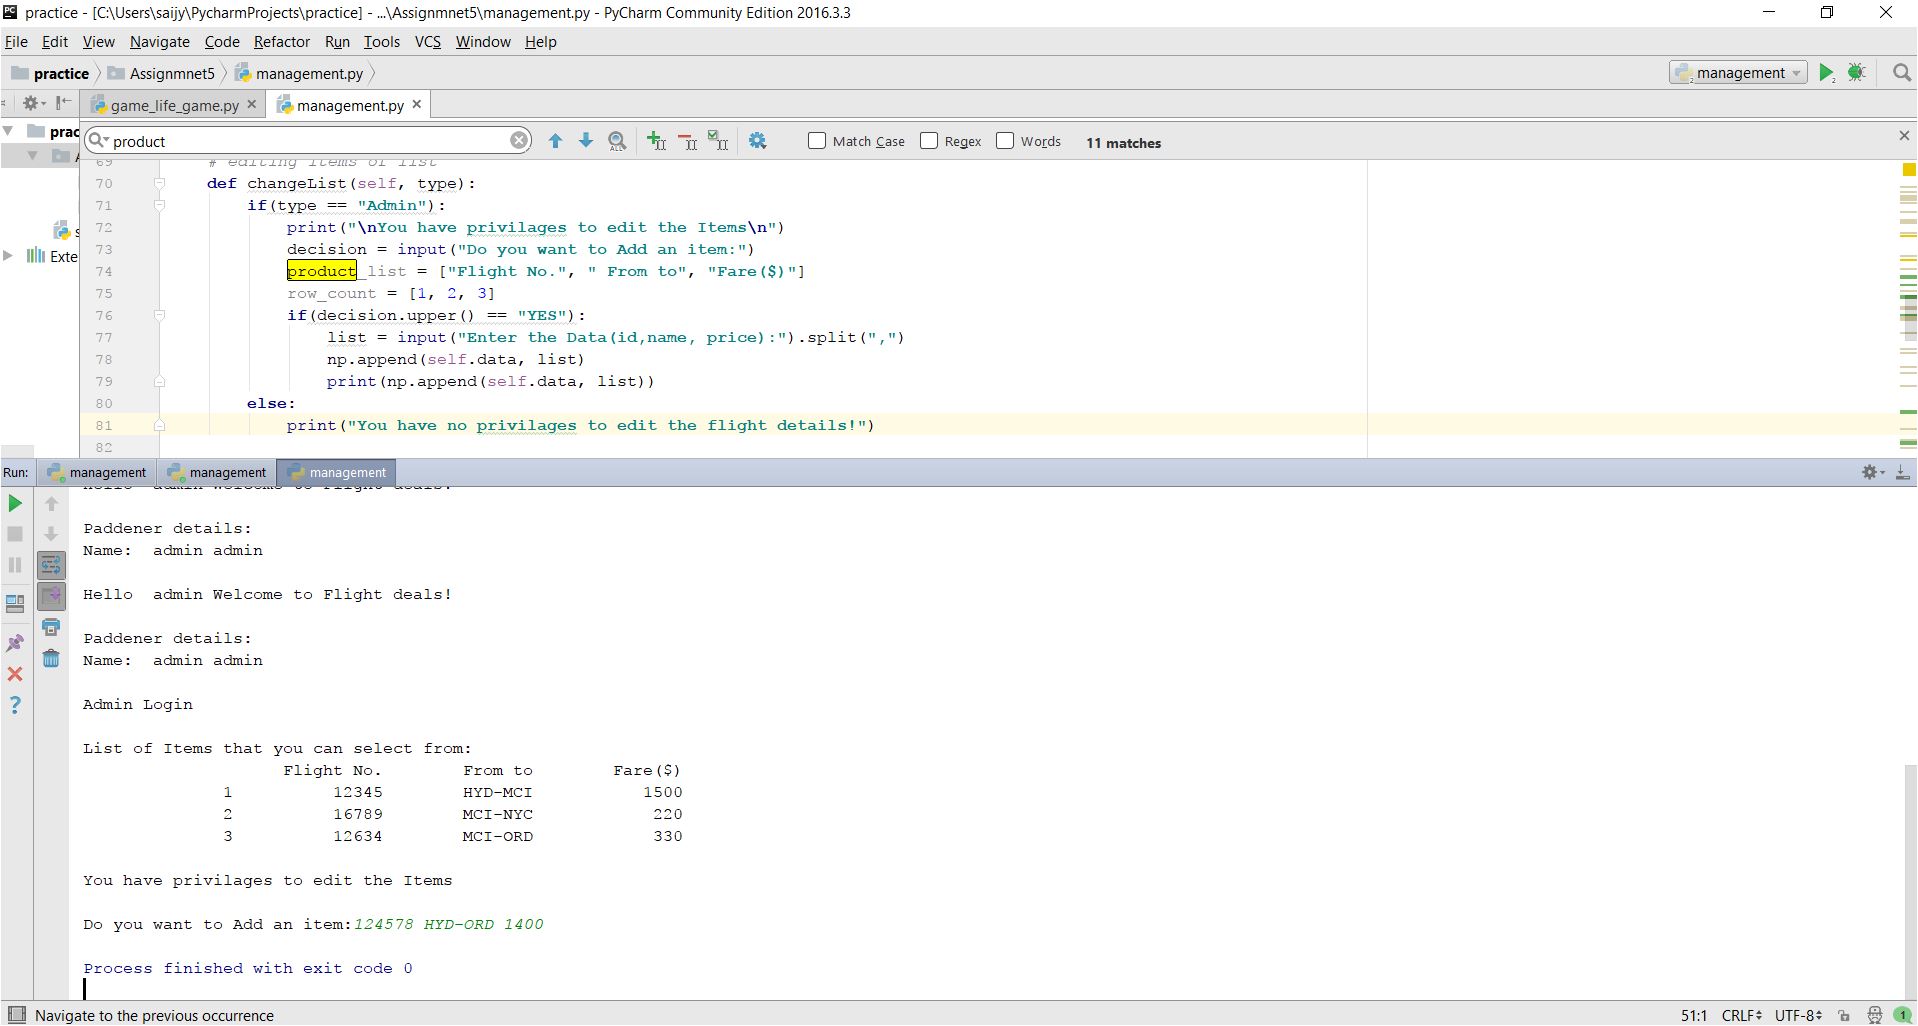 practice - [C:\Users\saijy\PycharmProjects\practice] - ...\Assignmnet5\management.py - PyCharm Community Edition 2016.3.3
File Edit View Navigate Code Refactor Run Tools VCS Window Help
practice Assignmnet5 management.py management
game_life_game.py management.py
prac
product Match Case Regex Words 11 matches
69 # editing items of list
70 def changeList(self, type):
71 if(type == "Admin"):
72 print("\nYou have privilages to edit the Items\n")
73 decision = input("Do you want to Add an item:")
74 product_list = ["Flight No.", " From to", "Fare($)"]
75 row_count = [1, 2, 3]
76 if(decision.upper() == "YES"):
77 list = input("Enter the Data(id,name, price):").split(",")
78 np.append(self.data, list)
79 print(np.append(self.data, list))
80 else:
81 print("You have no privilages to edit the flight details!")
82
Exte
Run: management management management
Hello admin Welcome to Flight deals!
Paddener details:
Name: admin admin
Hello admin Welcome to Flight deals!
Paddener details:
Name: admin admin
Admin Login
List of Items that you can select from:
Flight No. From to Fare($)
1 12345 HYD-MCI 1500
2 16789 MCI-NYC 220
3 12634 MCI-ORD 330
You have privilages to edit the Items
Do you want to Add an item:124578 HYD-ORD 1400
Process finished with exit code 0
Navigate to the previous occurrence 51:1 CRLF UTF-8 1